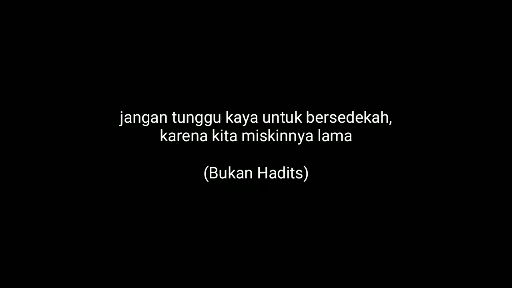 jangan tunggu kaya untuk bersedekah,
karena kita miskinnya lama
(Bukan Hadits)